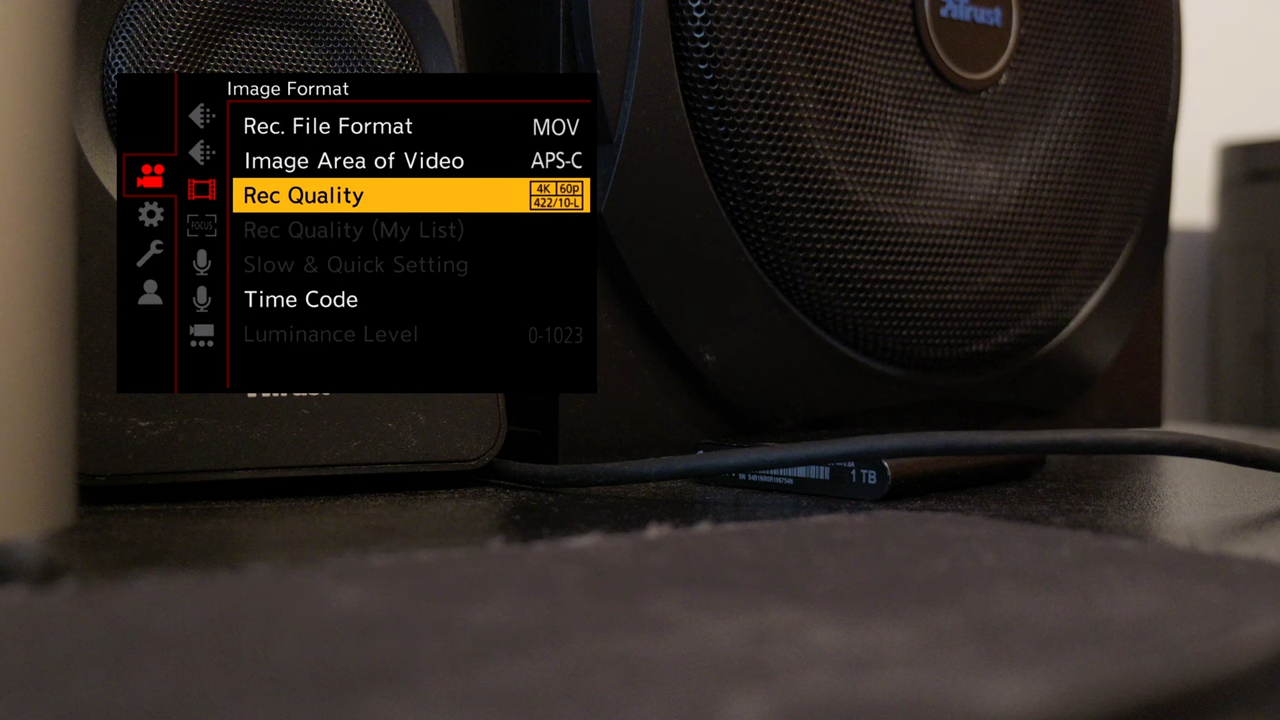 Trust
Image Format
Rec. File Format MOV
Image Area of Video APS-C
Rec Quality 4K 60p 422/10-L
Rec Quality (My List)
Slow & Quick Setting
Time Code
Luminance Level 0-1023
FOCUS
1 TB